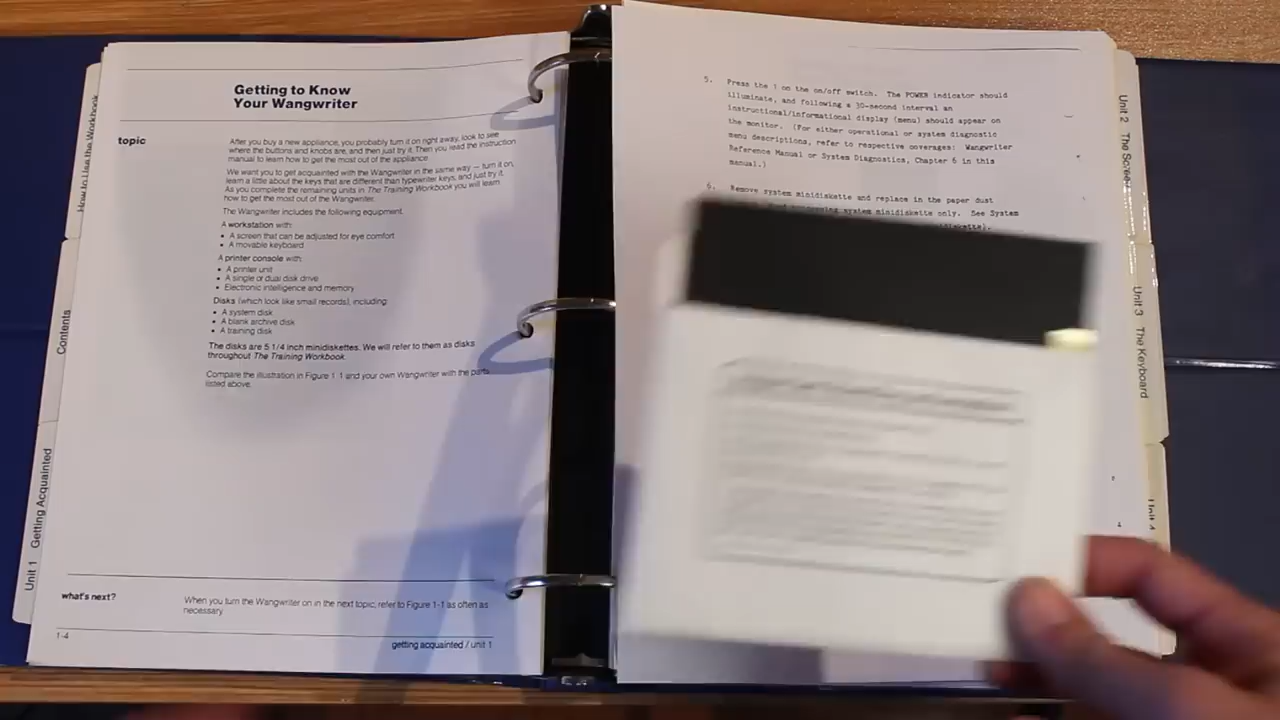 How to Use the Workbook
Contents
Unit 1 Getting Acquainted
Getting to Know
Your Wangwriter
topic
After you buy a new appliance, you probably turn it on right away, look to see
where the buttons and knobs are, and then just try it. Then you read the instruction
manual to learn how to get the most out of the appliance.
We want you to get acquainted with the Wangwriter in the same way — turn it on,
learn a little about the keys that are different than typewriter keys, and just try it.
As you complete the remaining units in The Training Workbook you will learn
how to get the most out of the Wangwriter.
The Wangwriter includes the following equipment.
A workstation with:
• A screen that can be adjusted for eye comfort
• A movable keyboard
A printer console with:
• A printer unit
• A single or dual disk drive
• Electronic intelligence and memory
Disks (which look like small records), including:
• A system disk
• A blank archive disk
• A training disk
The disks are 5 1/4 inch minidiskettes. We will refer to them as disks
throughout The Training Workbook.
Compare the illustration in Figure 1-1 and your own Wangwriter with the parts
listed above.
what's next?
When you turn the Wangwriter on in the next topic, refer to Figure 1-1 as often as
necessary.
1-4
getting acquainted / unit 1
5. Press the 1 on the on/off switch. The POWER indicator should
illuminate, and following a 30-second interval an
instructional/informational display (menu) should appear on
the monitor. (For either operational or system diagnostic
menu descriptions, refer to respective coverages: Wangwriter
Reference Manual or System Diagnostics, Chapter 6 in this
manual.)
6. Remove system minidiskette and replace in the paper dust
system minidiskette only. See System
Unit 2 The Screen
Unit 3 The Keyboard